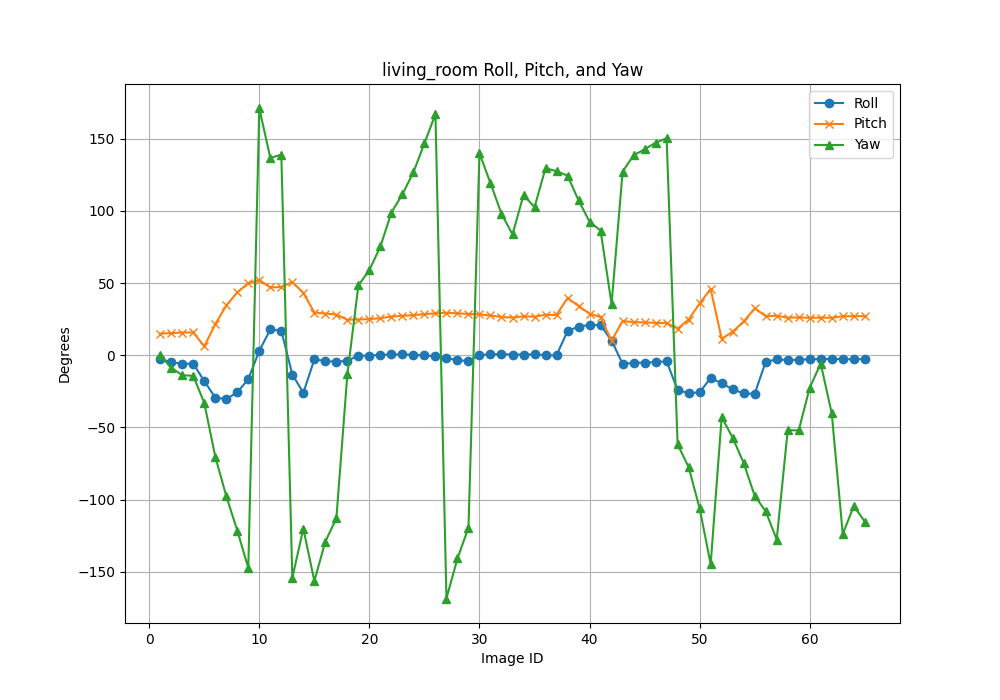 living_room Roll, Pitch, and Yaw
Roll
Pitch
Yaw
150
100
50
0
−50
−100
−150
Degrees
0 10 20 30 40 50 60
Image ID